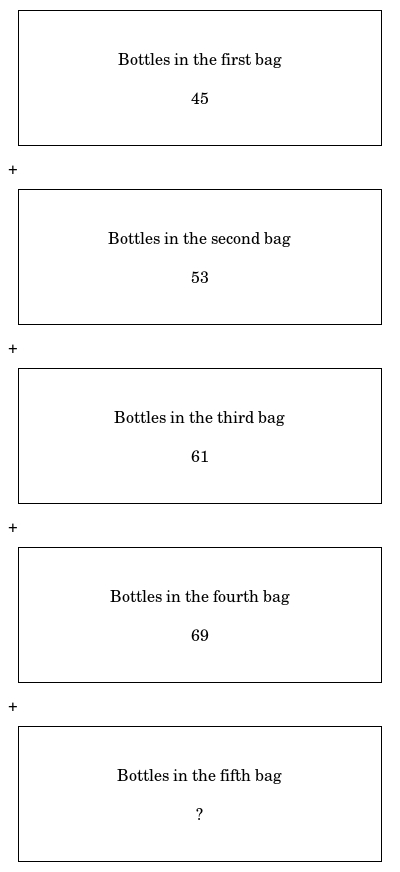 Bottles in the first bag
45
+
Bottles in the second bag
53
+
Bottles in the third bag
61
+
Bottles in the fourth bag
69
+
Bottles in the fifth bag
?